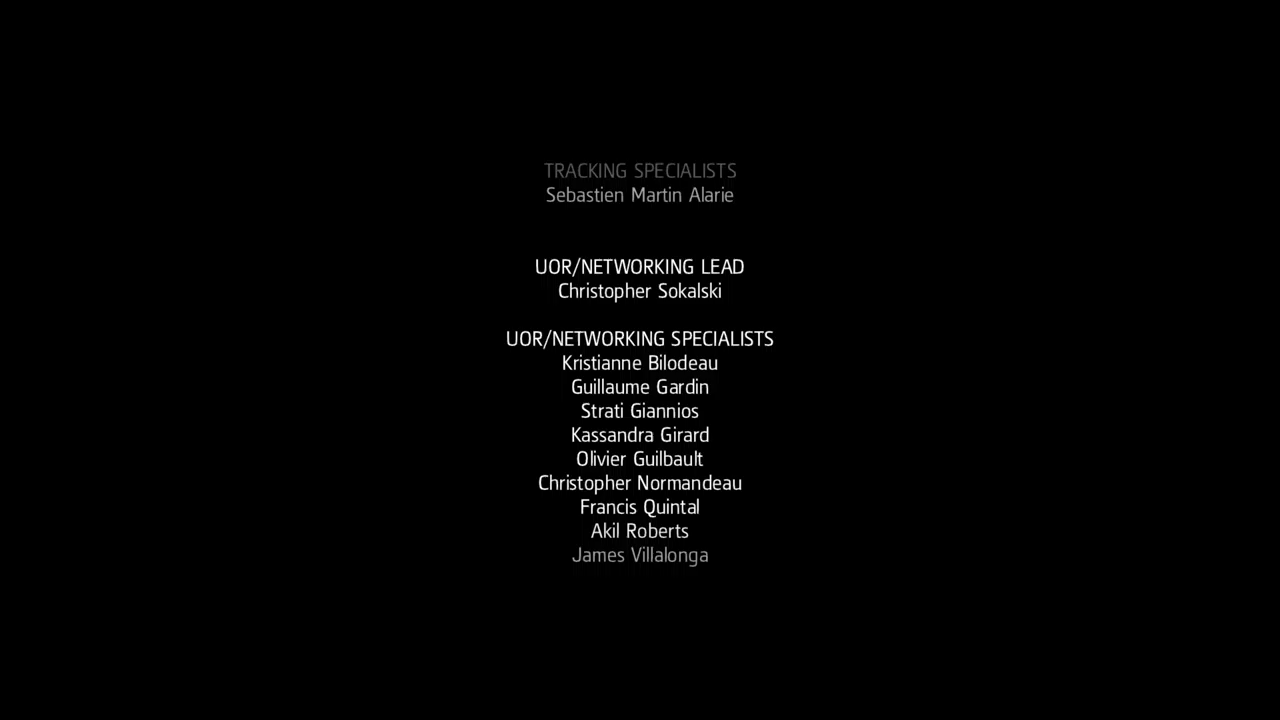 TRACKING SPECIALISTS
Sebastien Martin Alarie
UOR/NETWORKING LEAD
Christopher Sokalski
UOR/NETWORKING SPECIALISTS
Kristianne Bilodeau
Guillaume Gardin
Strati Giannios
Kassandra Girard
Olivier Guilbault
Christopher Normandeau
Francis Quintal
Akil Roberts
James Villalonga